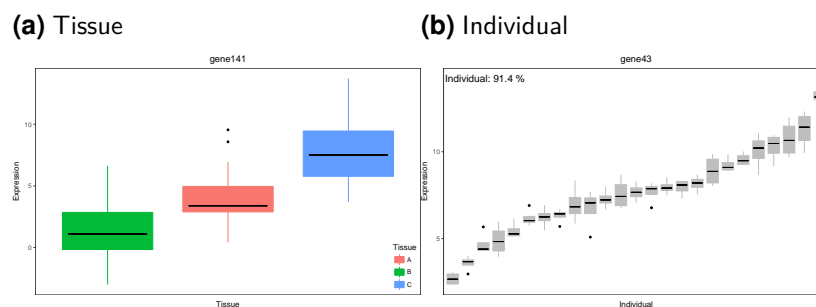 (a) Tissue
(b) Individual
gene141
Expression
10
5
0
Tissue
A
B
C
Tissue
gene43
Individual: 91.4 %
Expression
10
5
Individual